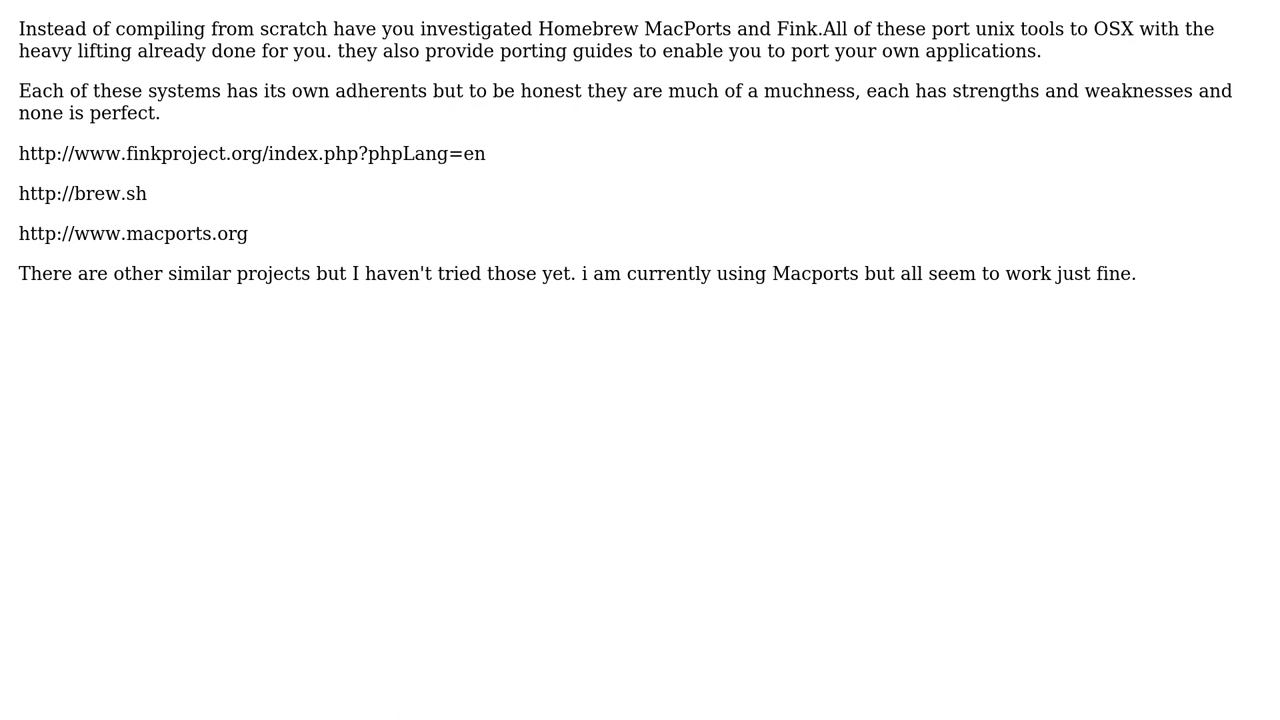 Instead of compiling from scratch have you investigated Homebrew MacPorts and Fink.All of these port unix tools to OSX with the
heavy lifting already done for you. they also provide porting guides to enable you to port your own applications.
Each of these systems has its own adherents but to be honest they are much of a muchness, each has strengths and weaknesses and
none is perfect.
http://www.finkproject.org/index.php?phpLang=en
http://brew.sh
http://www.macports.org
There are other similar projects but I haven't tried those yet. i am currently using Macports but all seem to work just fine.